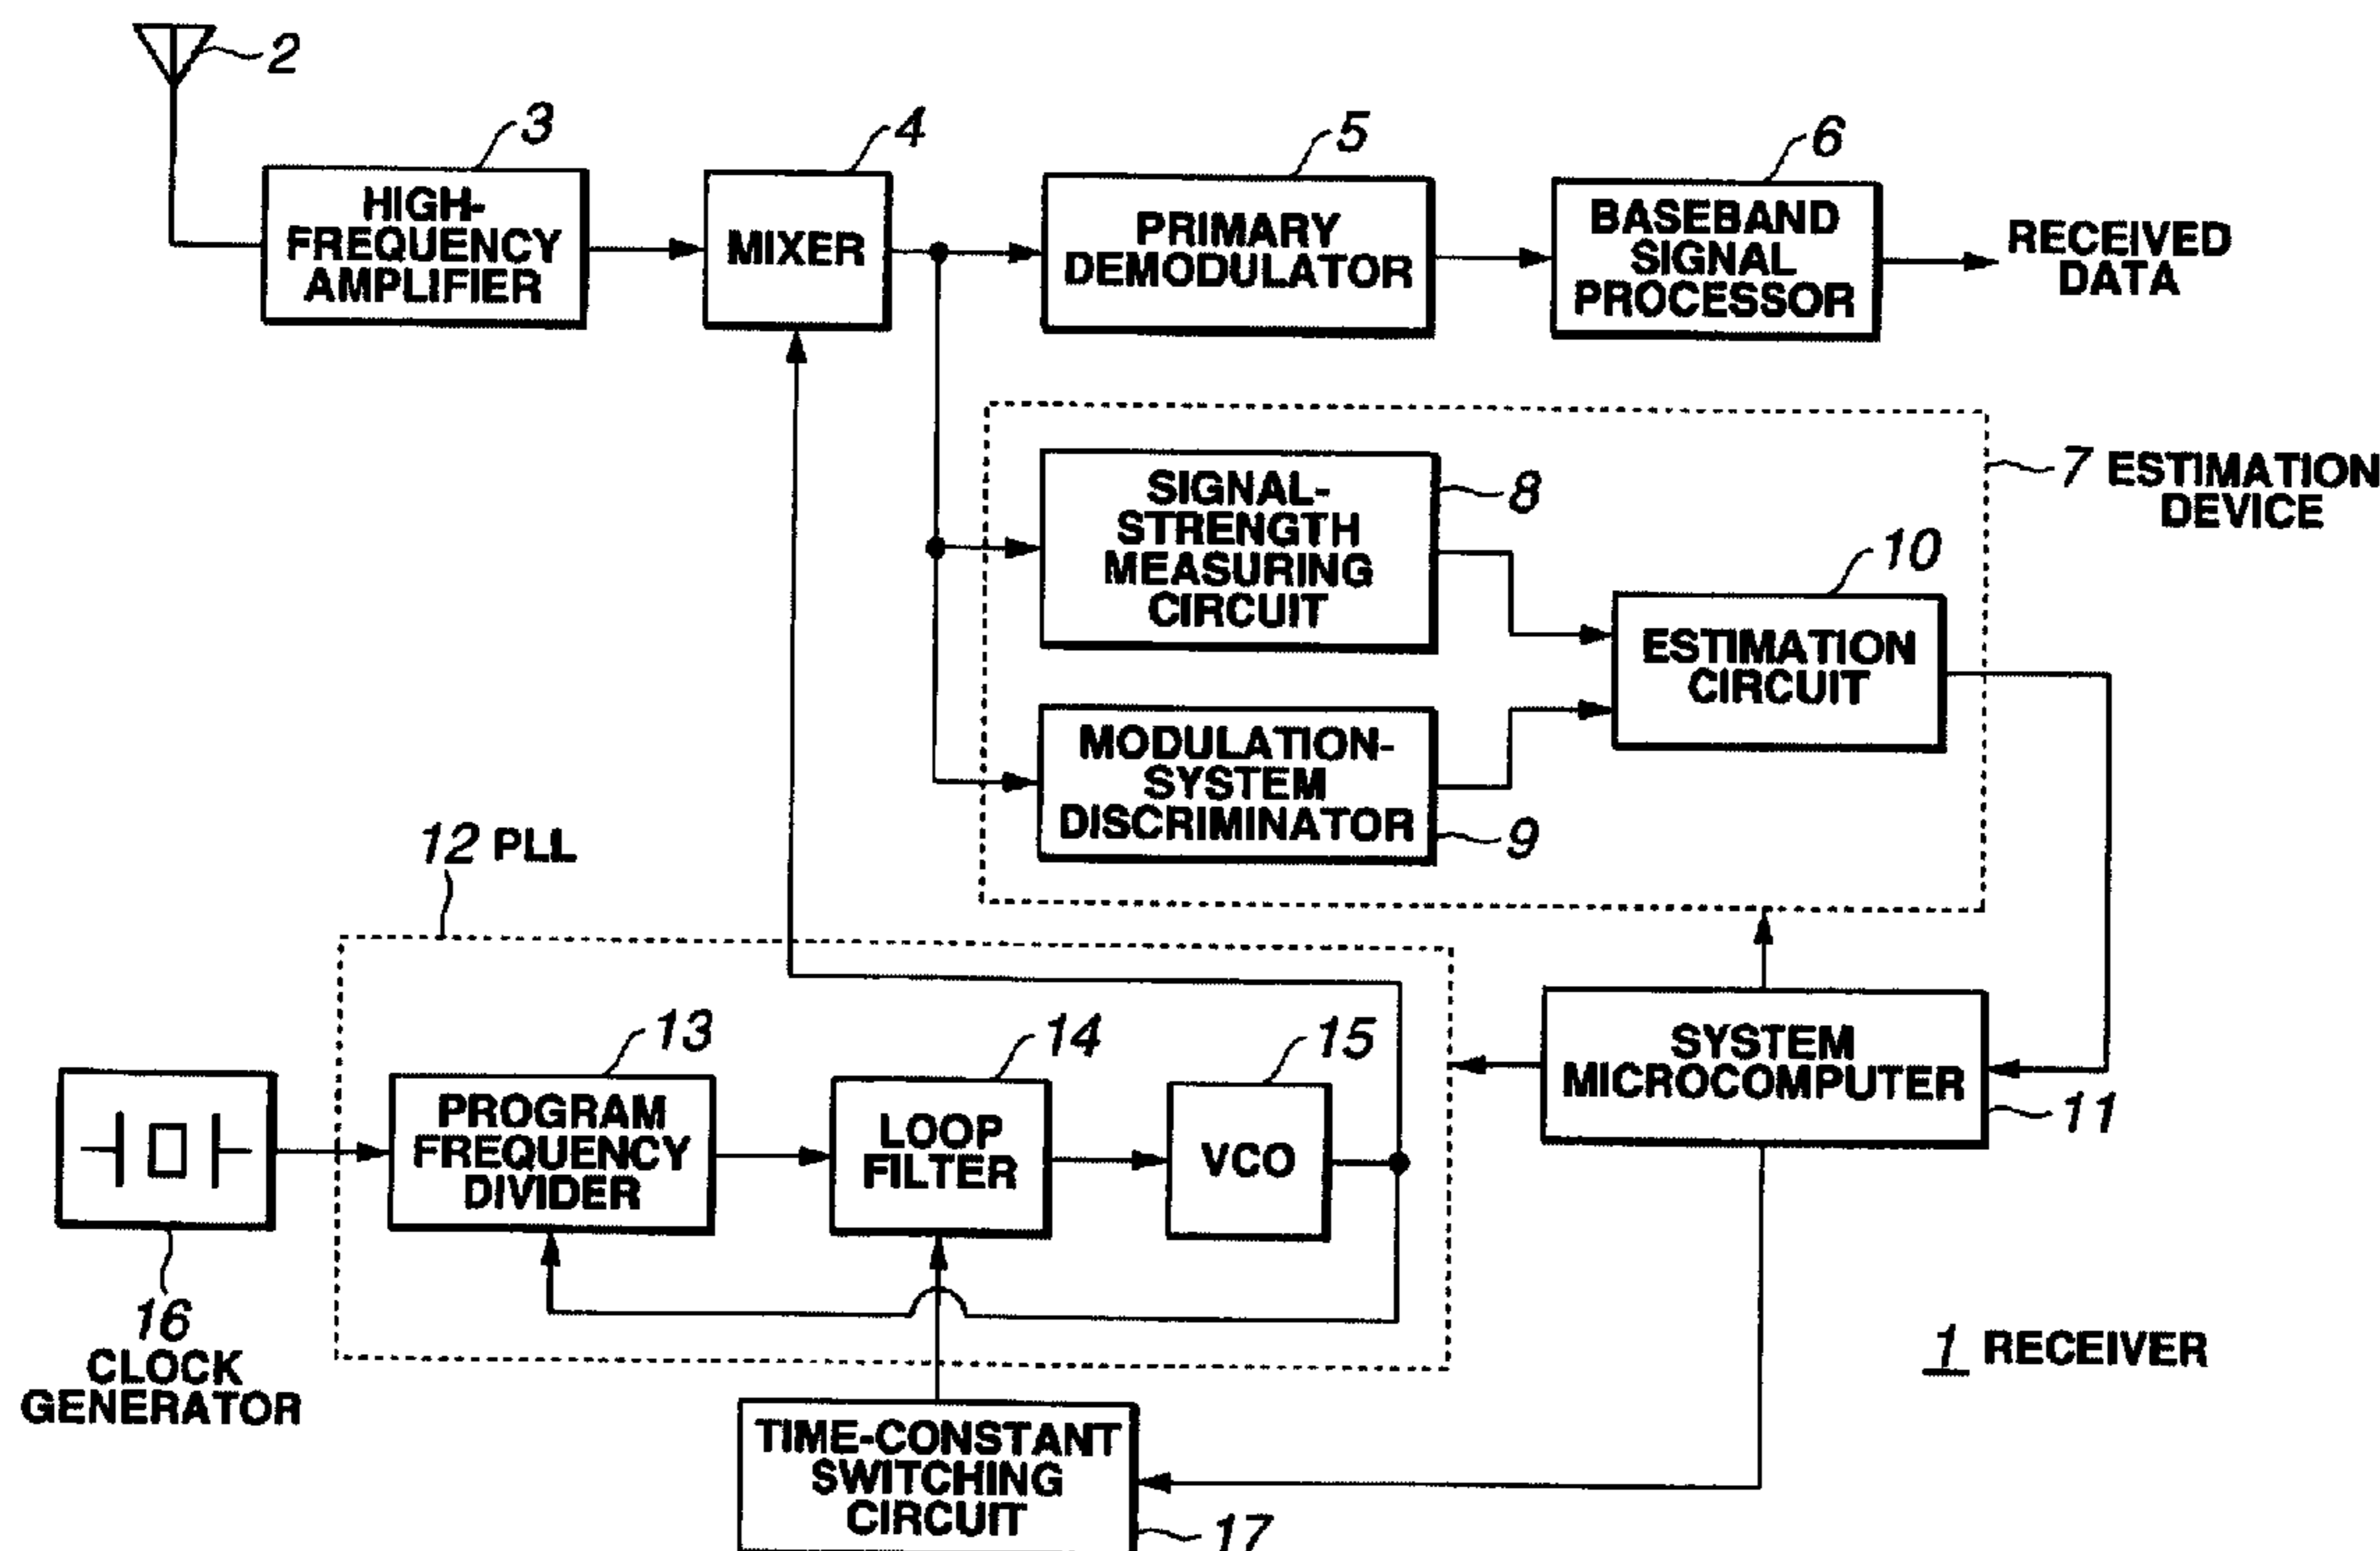 2
3
4
5
6
HIGH-
FREQUENCY
AMPLIFIER
MIXER
PRIMARY
DEMODULATOR
BASEBAND
SIGNAL
PROCESSOR
RECEIVED
DATA
7 ESTIMATION
DEVICE
SIGNAL-
STRENGTH
MEASURING
CIRCUIT
8
10
ESTIMATION
CIRCUIT
MODULATION-
SYSTEM
DISCRIMINATOR
9
12 PLL
13
14
15
PROGRAM
FREQUENCY
DIVIDER
LOOP
FILTER
VCO
SYSTEM
MICROCOMPUTER
11
16
CLOCK
GENERATOR
1 RECEIVER
TIME-CONSTANT
SWITCHING
CIRCUIT
17